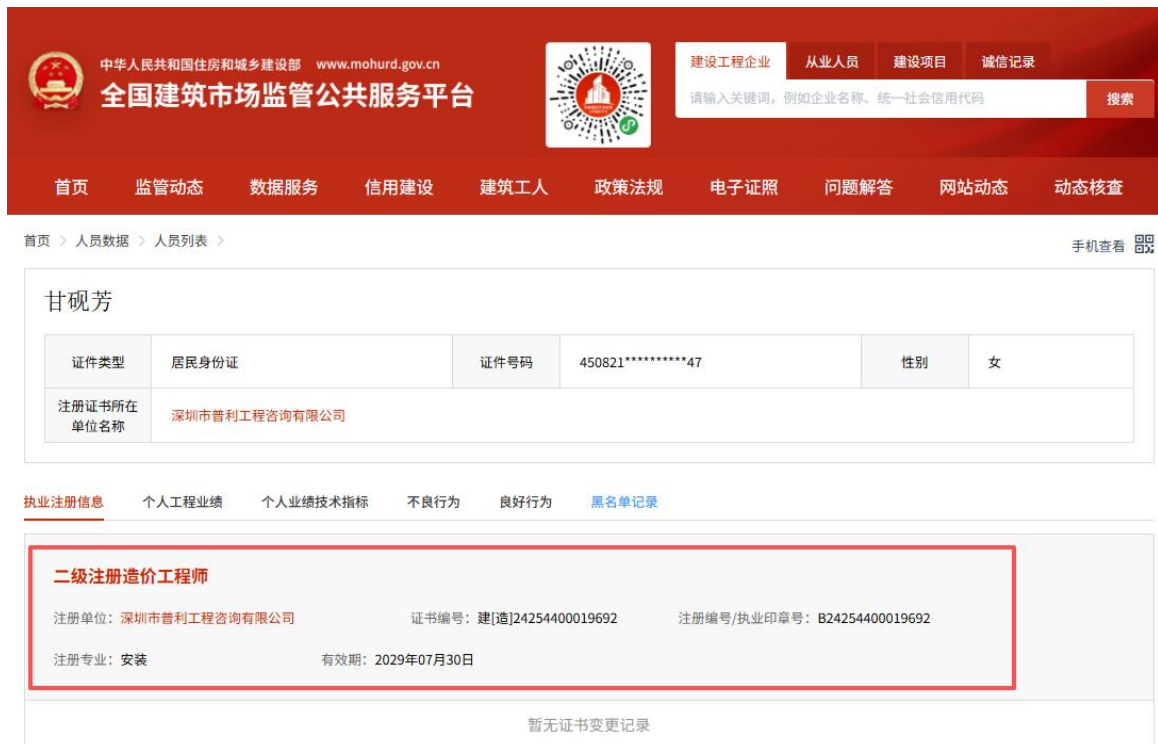 中华人民共和国住房和城乡建设部 www.mohurd.gov.cn
全国建筑市场监管公共服务平台
建设工程企业 从业人员 建设项目 诚信记录
请输入关键词，例如企业名称、统一社会信用代码 搜索
首页 监管动态 数据服务 信用建设 建筑工人 政策法规 电子证照 问题解答 网站动态 动态核查
首页 > 人员数据 > 人员列表 >
手机查看
甘砚芳
证件类型 居民身份证 证件号码 450821**********47 性别 女
注册证书所在
单位名称
深圳市普利工程咨询有限公司
执业注册信息 个人工程业绩 个人业绩技术指标 不良行为 良好行为 黑名单记录
二级注册造价工程师
注册单位：深圳市普利工程咨询有限公司 证书编号：建[造]24254400019692 注册编号/执业印章号：B24254400019692
注册专业：安装 有效期：2029年07月30日
暂无证书变更记录